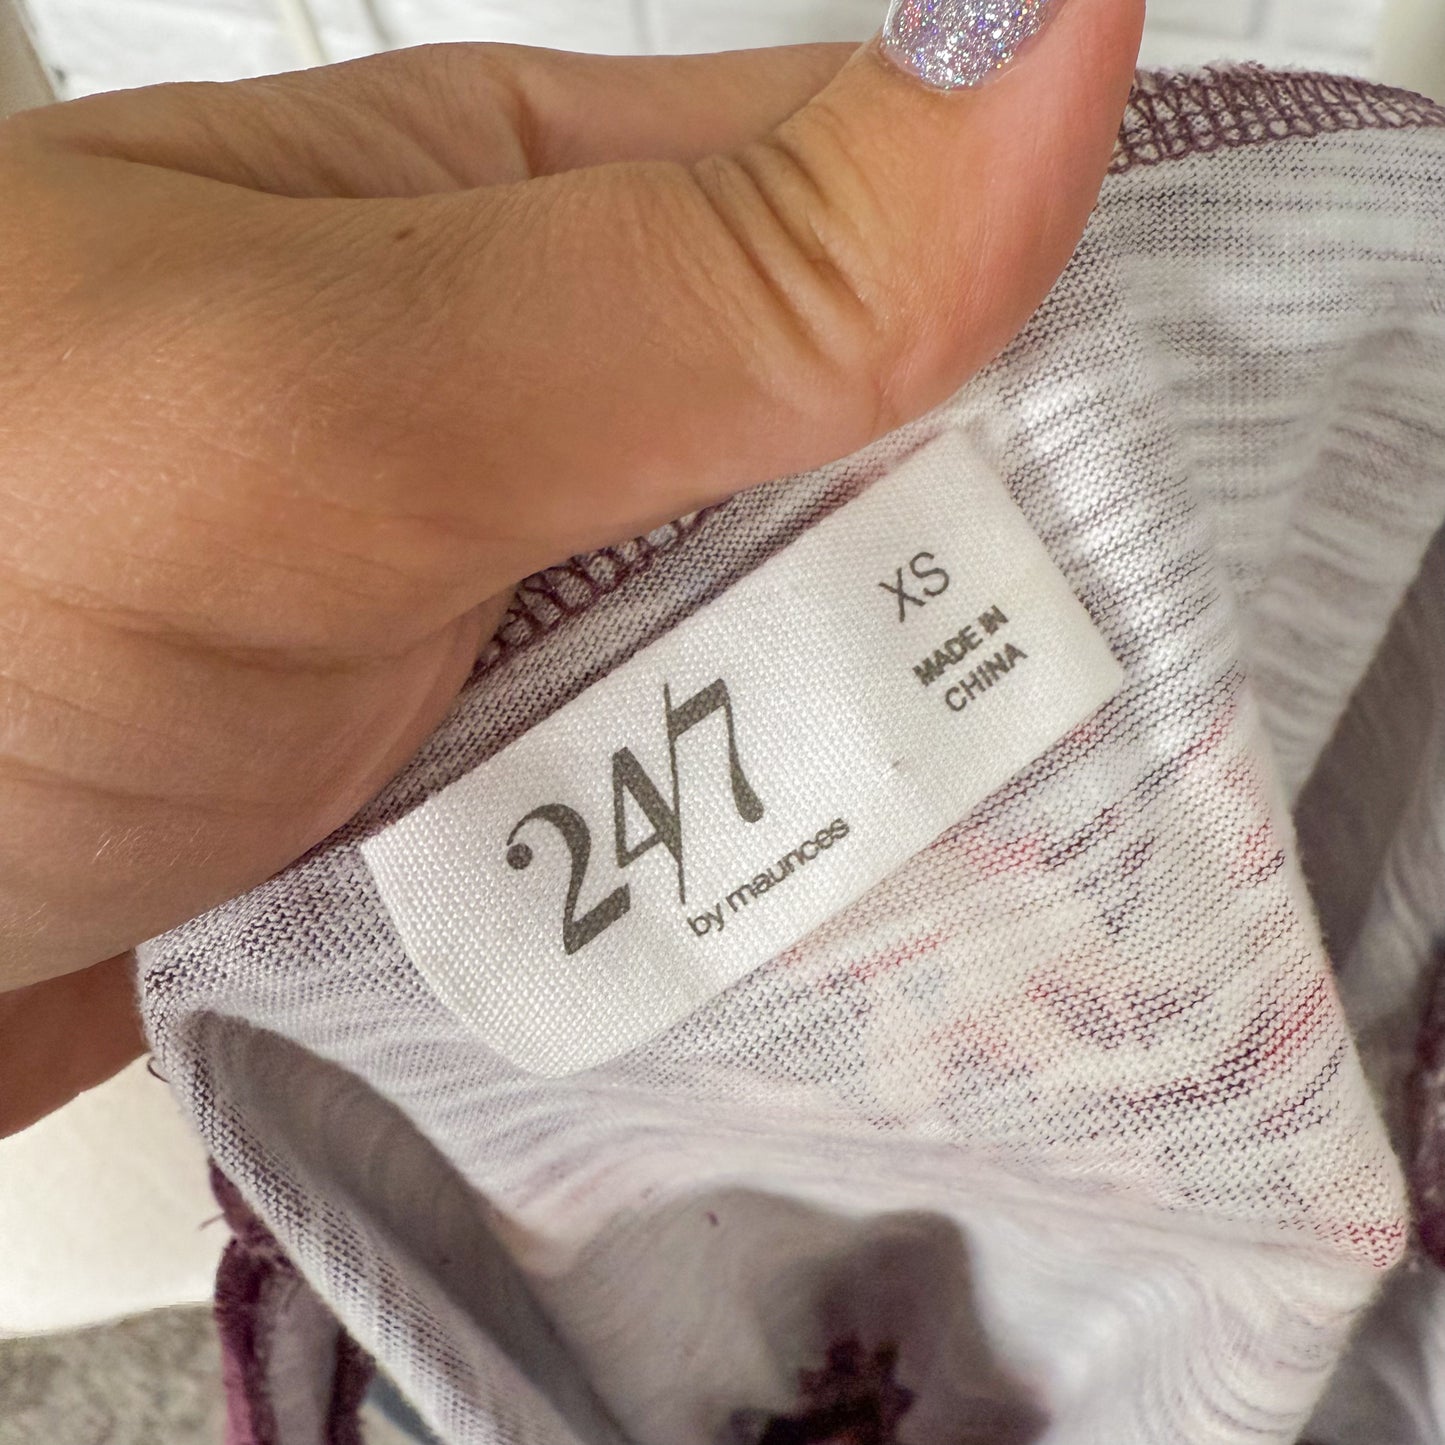 24/7
by maurices
XS
MADE IN
CHINA